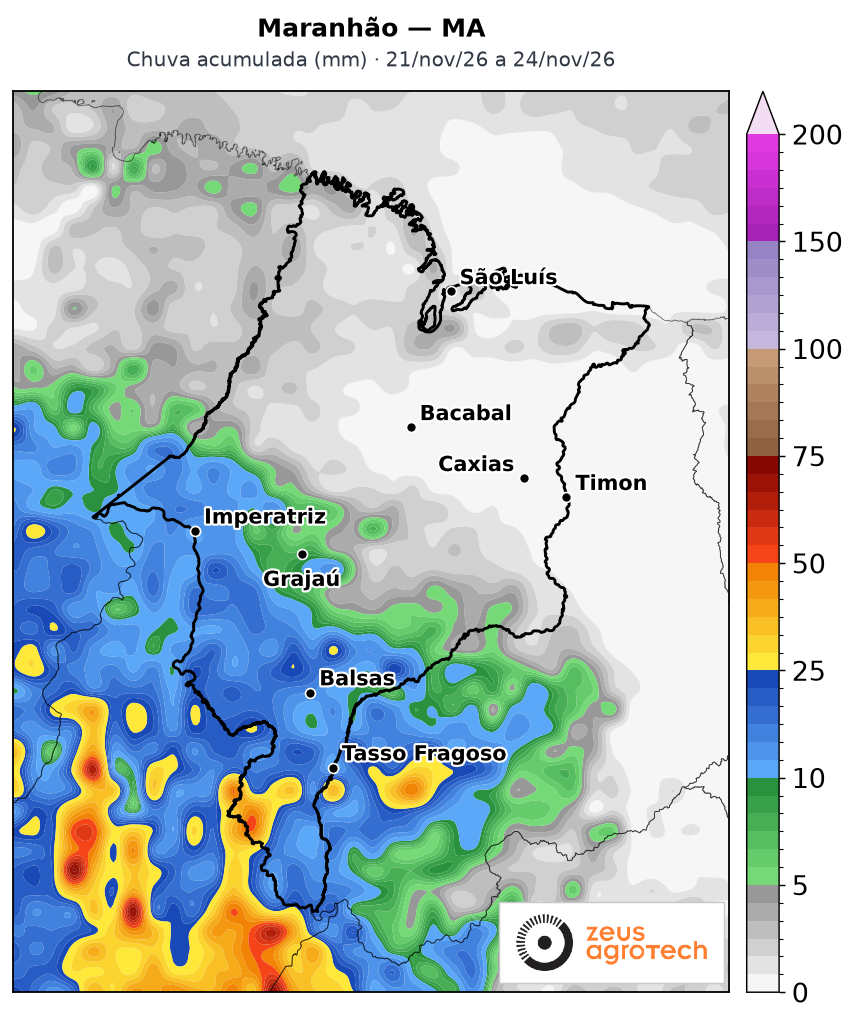 Maranhão — MA
Chuva acumulada (mm) · 21/nov/26 a 24/nov/26
200
150
100
75
50
25
10
5
0
São Luís
Bacabal
Caxias
Timon
Imperatriz
Grajaú
Balsas
Tasso Fragoso
zeus
agrotech